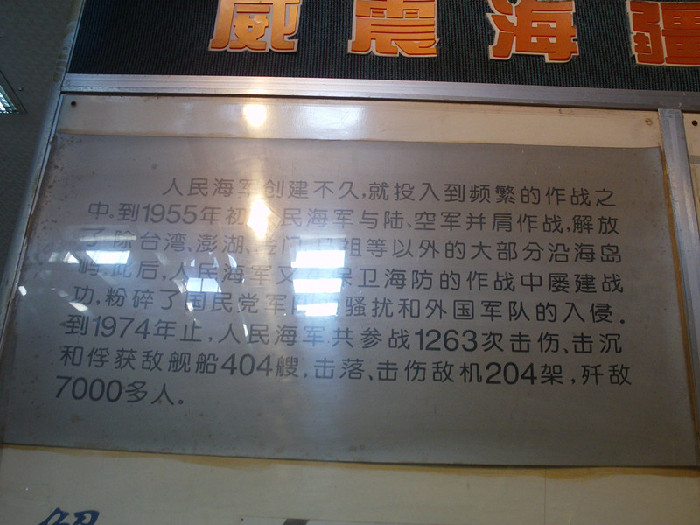 威震海疆
人民海军创建不久,就投入到频繁的作战之
中。到1955年初,人民海军与陆、空军并肩作战,解放
了除台湾、澎湖、金门、马祖等以外的大部分沿海岛
屿。此后,人民海军又在保卫海防的作战中屡建战
功,粉碎了国民党军 骚扰和外国军队的入侵。
到1974年止,人民海军共参战1263次击伤、击沉
和俘获敌舰船404艘,击落、击伤敌机204架,歼敌
7000多人。